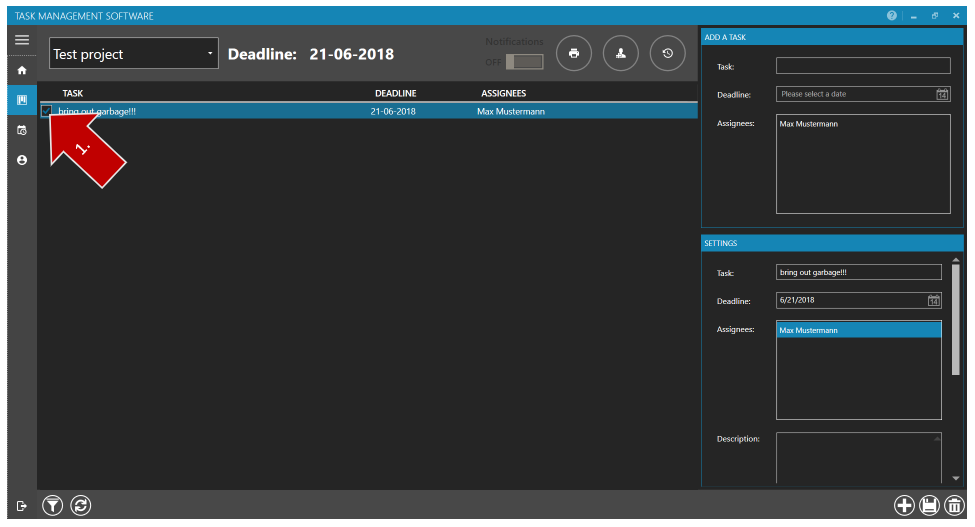 TASK MANAGEMENT SOFTWARE
Test project
Deadline: 21-06-2018
Notifications
OFF
TASK DEADLINE ASSIGNEES
bring out garbage!!! 21-06-2018 Max Mustermann
1.
ADD A TASK
Task:
Deadline: Please select a date 14
Assignees: Max Mustermann
SETTINGS
Task: bring out garbage!!!
Deadline: 6/21/2018 14
Assignees: Max Mustermann
Description: